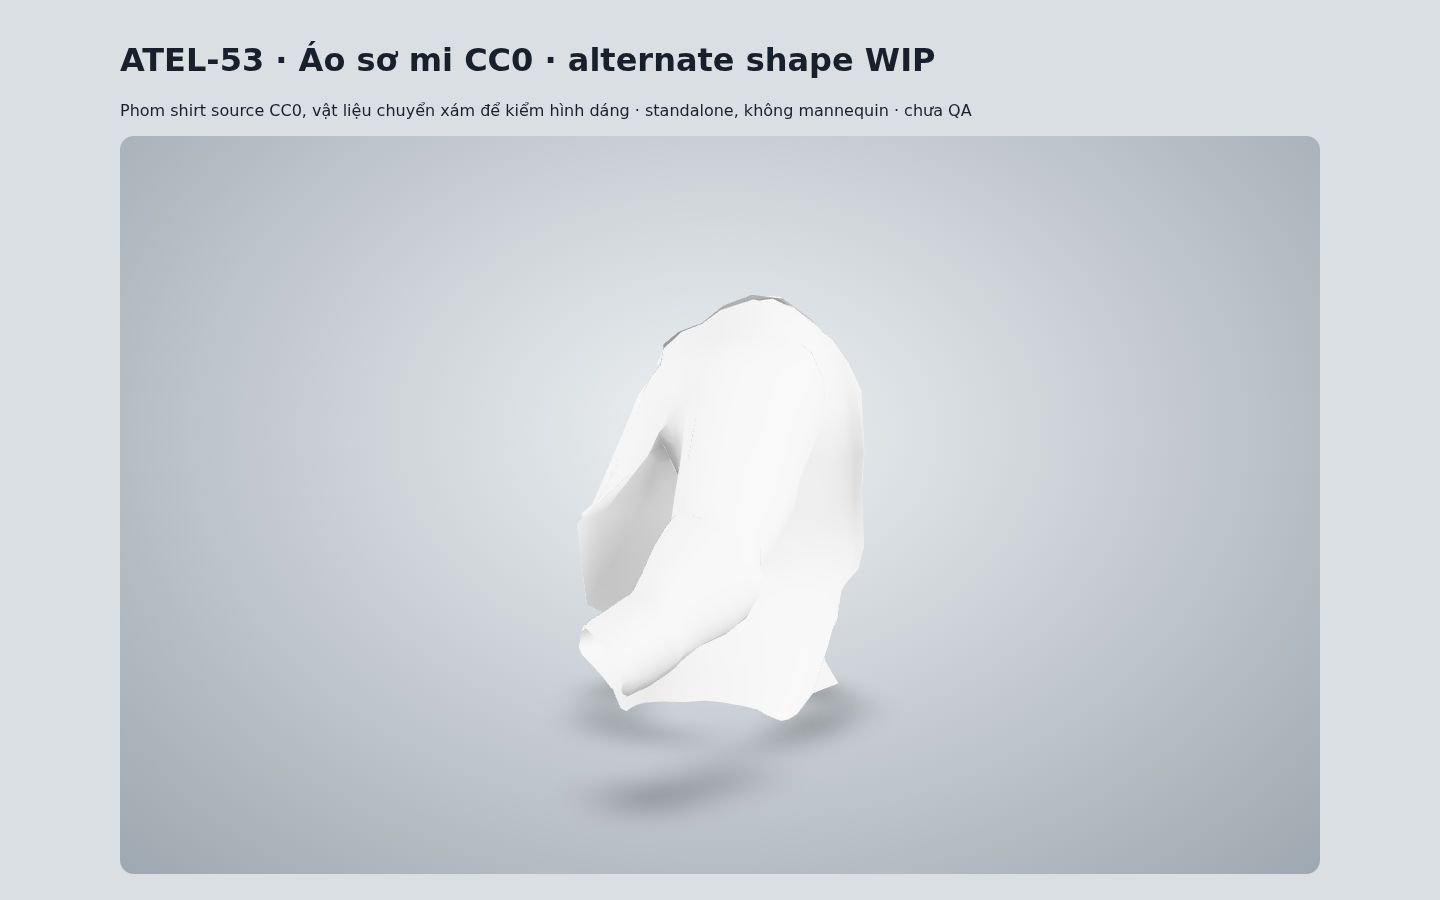 ATEL-53 · Áo sơ mi CC0 · alternate shape WIP
Phom shirt source CC0, vật liệu chuyển xám để kiểm hình dáng · standalone, không mannequin · chưa QA